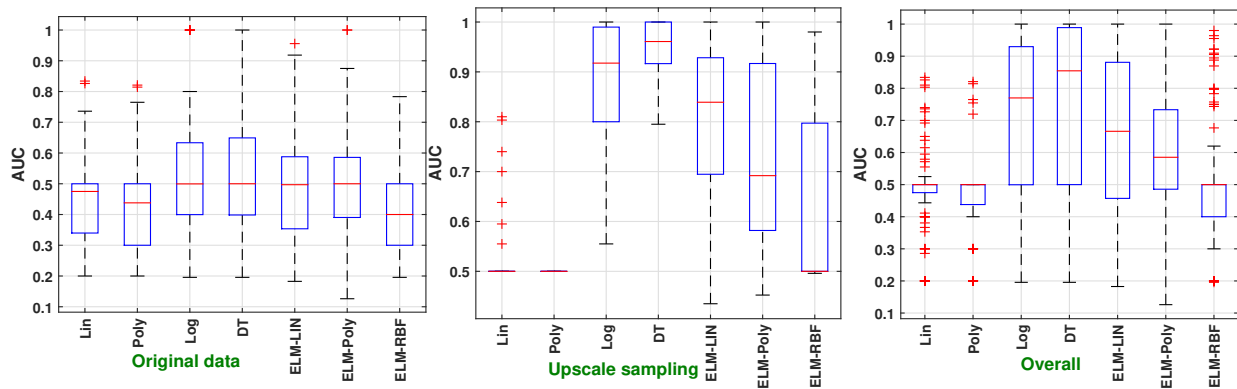 1
0.9
0.8
0.7
0.6
0.5
0.4
0.3
0.2
0.1
AUC
Lin
Poly
Log
DT
ELM-LIN
ELM-Poly
ELM-RBF
Original data
1
0.9
0.8
0.7
0.6
0.5
AUC
Lin
Poly
Log
DT
ELM-LIN
ELM-Poly
ELM-RBF
Upscale sampling
1
0.9
0.8
0.7
0.6
0.5
0.4
0.3
0.2
0.1
AUC
Lin
Poly
Log
DT
ELM-LIN
ELM-Poly
ELM-RBF
Overall